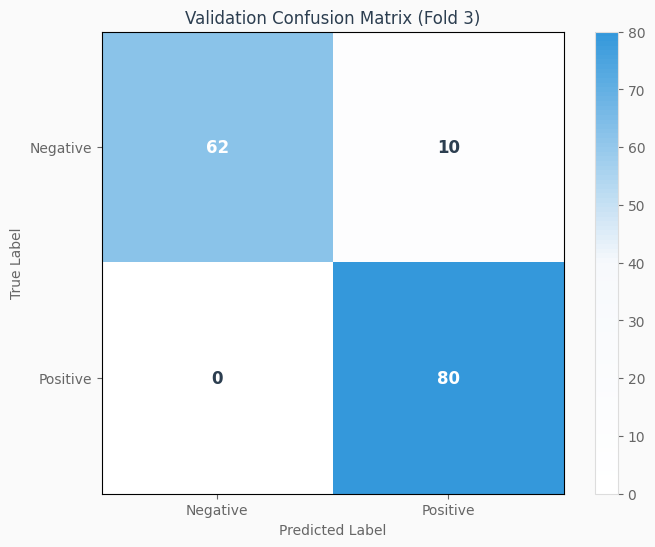 Validation Confusion Matrix (Fold 3)
True Label
Negative
62
10
Positive
0
80
Negative
Positive
Predicted Label
80
70
60
50
40
30
20
10
0